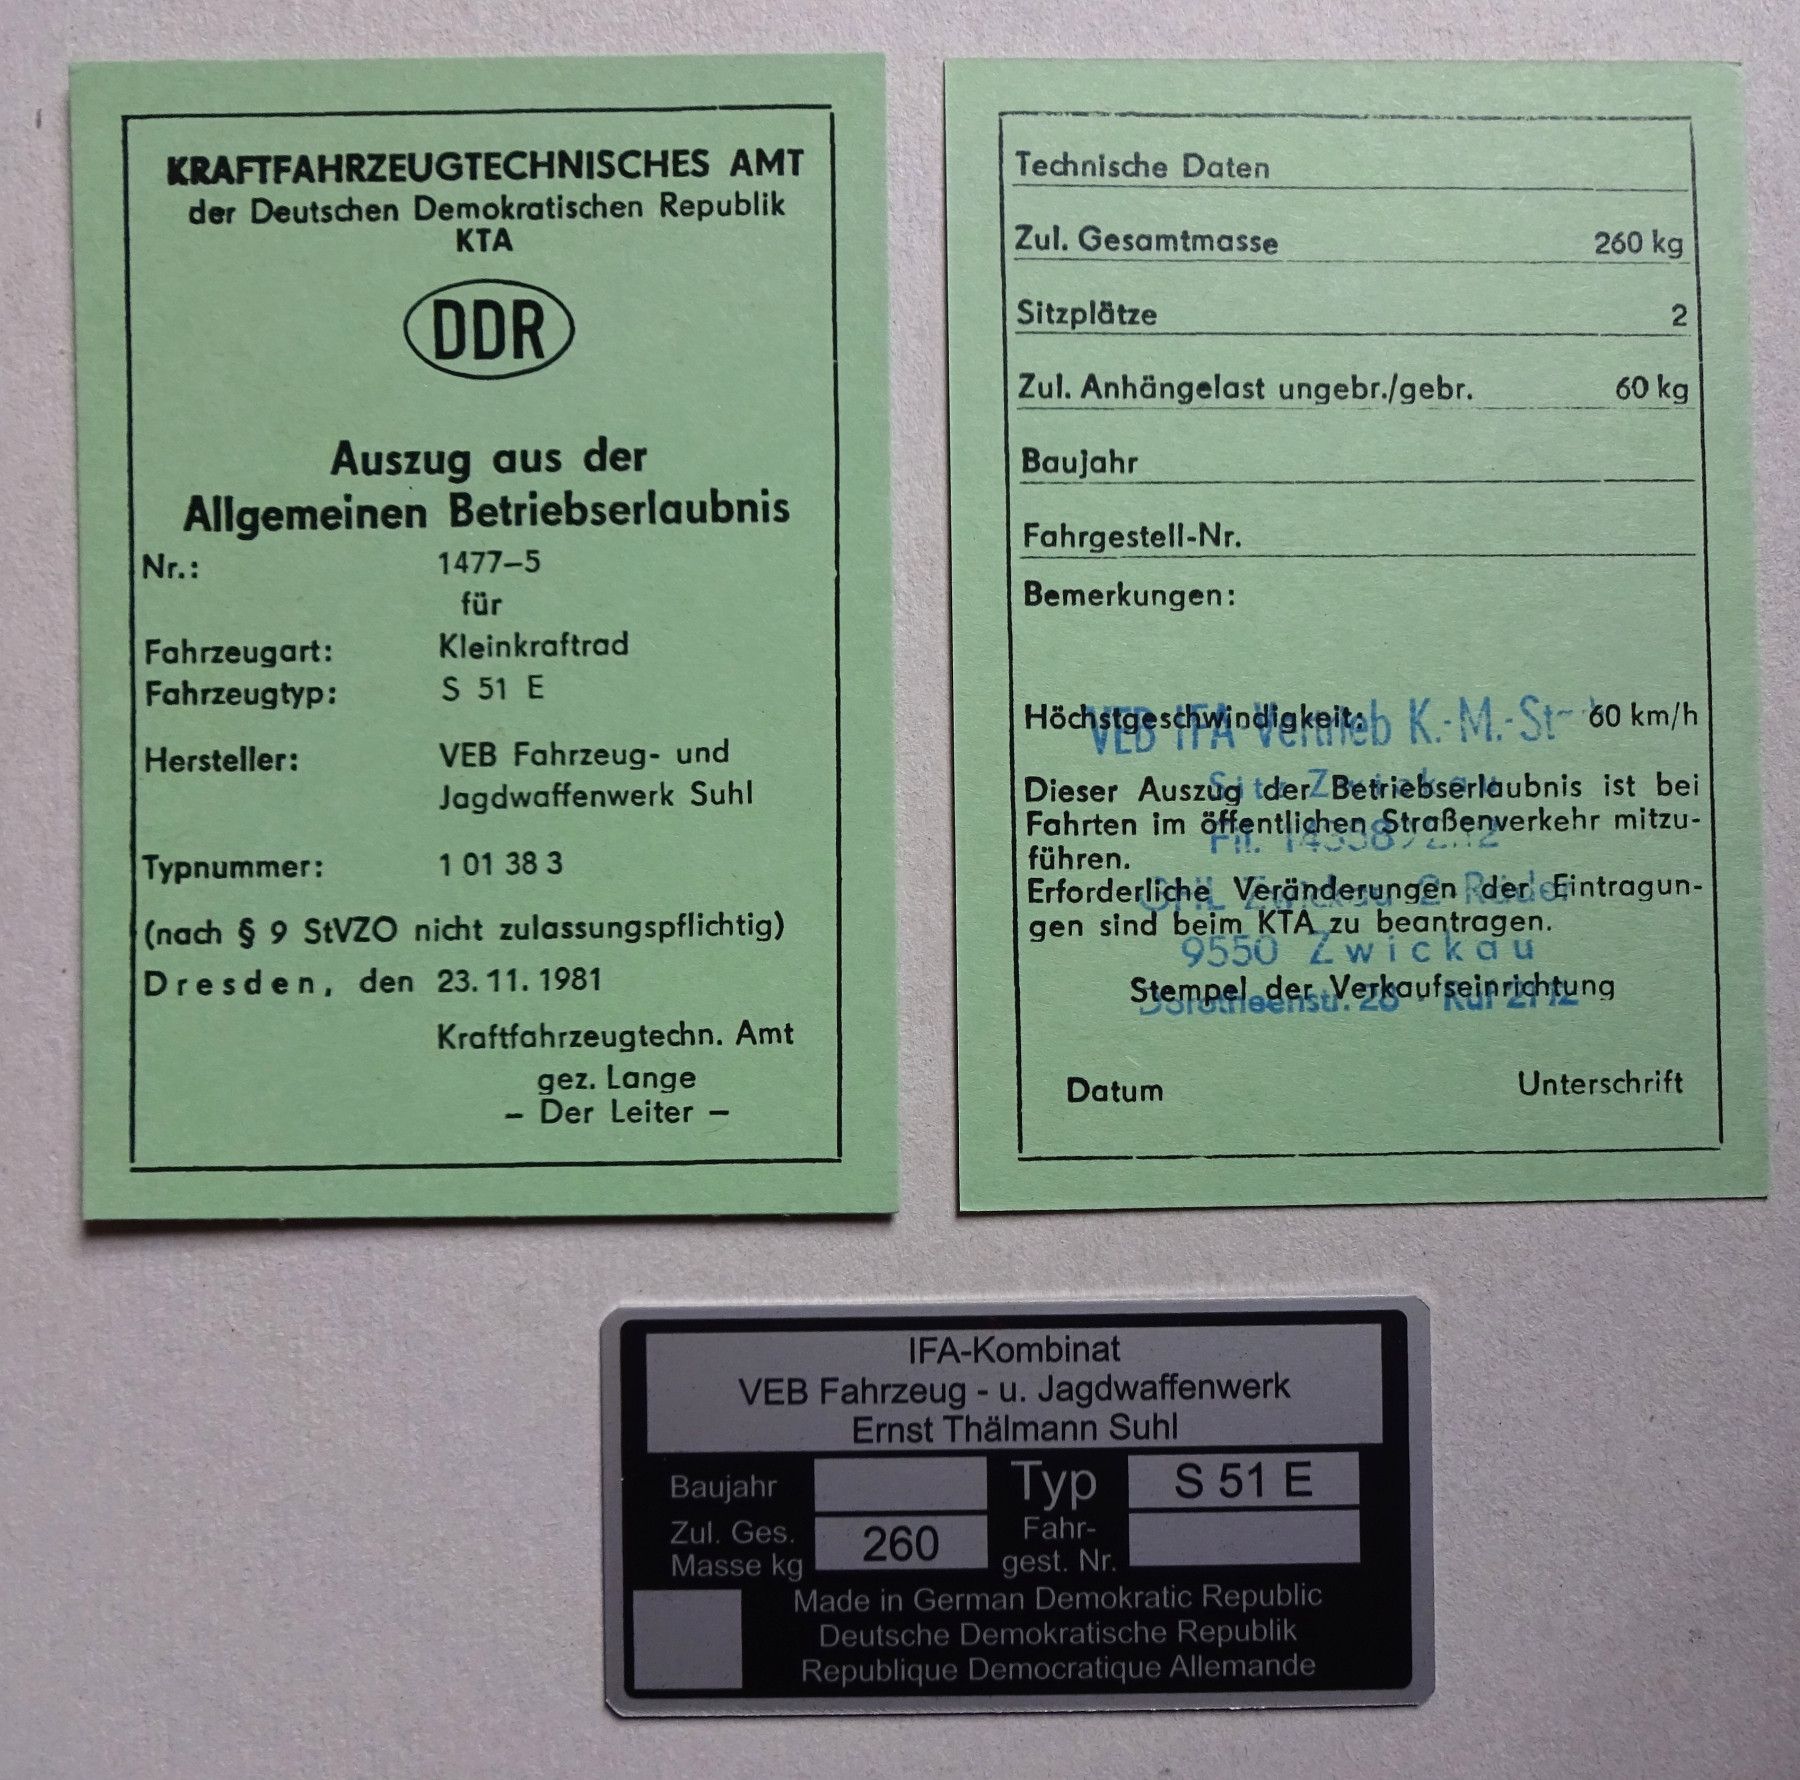 KRAFTFAHRZEUGTECHNISCHES AMT
der Deutschen Demokratischen Republik
KTA
DDR
Auszug aus der
Allgemeinen Betriebserlaubnis
Nr.: 1477–5
für
Fahrzeugart: Kleinkraftrad
Fahrzeugtyp: S 51 E
Hersteller: VEB Fahrzeug- und
Jagdwaffenwerk Suhl
Typnummer: 1 01 38 3
(nach § 9 StVZO nicht zulassungspflichtig)
Dresden, den 23. 11. 1981
Kraftfahrzeugtechn. Amt
gez. Lange
– Der Leiter –
Technische Daten
Zul. Gesamtmasse 260 kg
Sitzplätze 2
Zul. Anhängelast ungebr./gebr. 60 kg
Baujahr
Fahrgestell-Nr.
Bemerkungen:
Höchstgeschwindigkeit: 60 km/h
VEB IFA Vertrieb K.-M.-St
Dieser Auszug der Betriebserlaubnis ist bei
Sitz Zwickau
Fahrten im öffentlichen Straßenverkehr mitzu-
führen.
Erforderliche Veränderungen der Eintragun-
Zwickau
gen sind beim KTA zu beantragen.
9550 Zwickau
Stempel der Verkaufseinrichtung
Dorotheenstr. 28
Datum Unterschrift
IFA-Kombinat
VEB Fahrzeug - u. Jagdwaffenwerk
Ernst Thälmann Suhl
Baujahr Typ S 51 E
Zul. Ges. Masse kg 260 Fahr-
gest. Nr.
Made in German Demokratic Republic
Deutsche Demokratische Republik
Republique Democratique Allemande